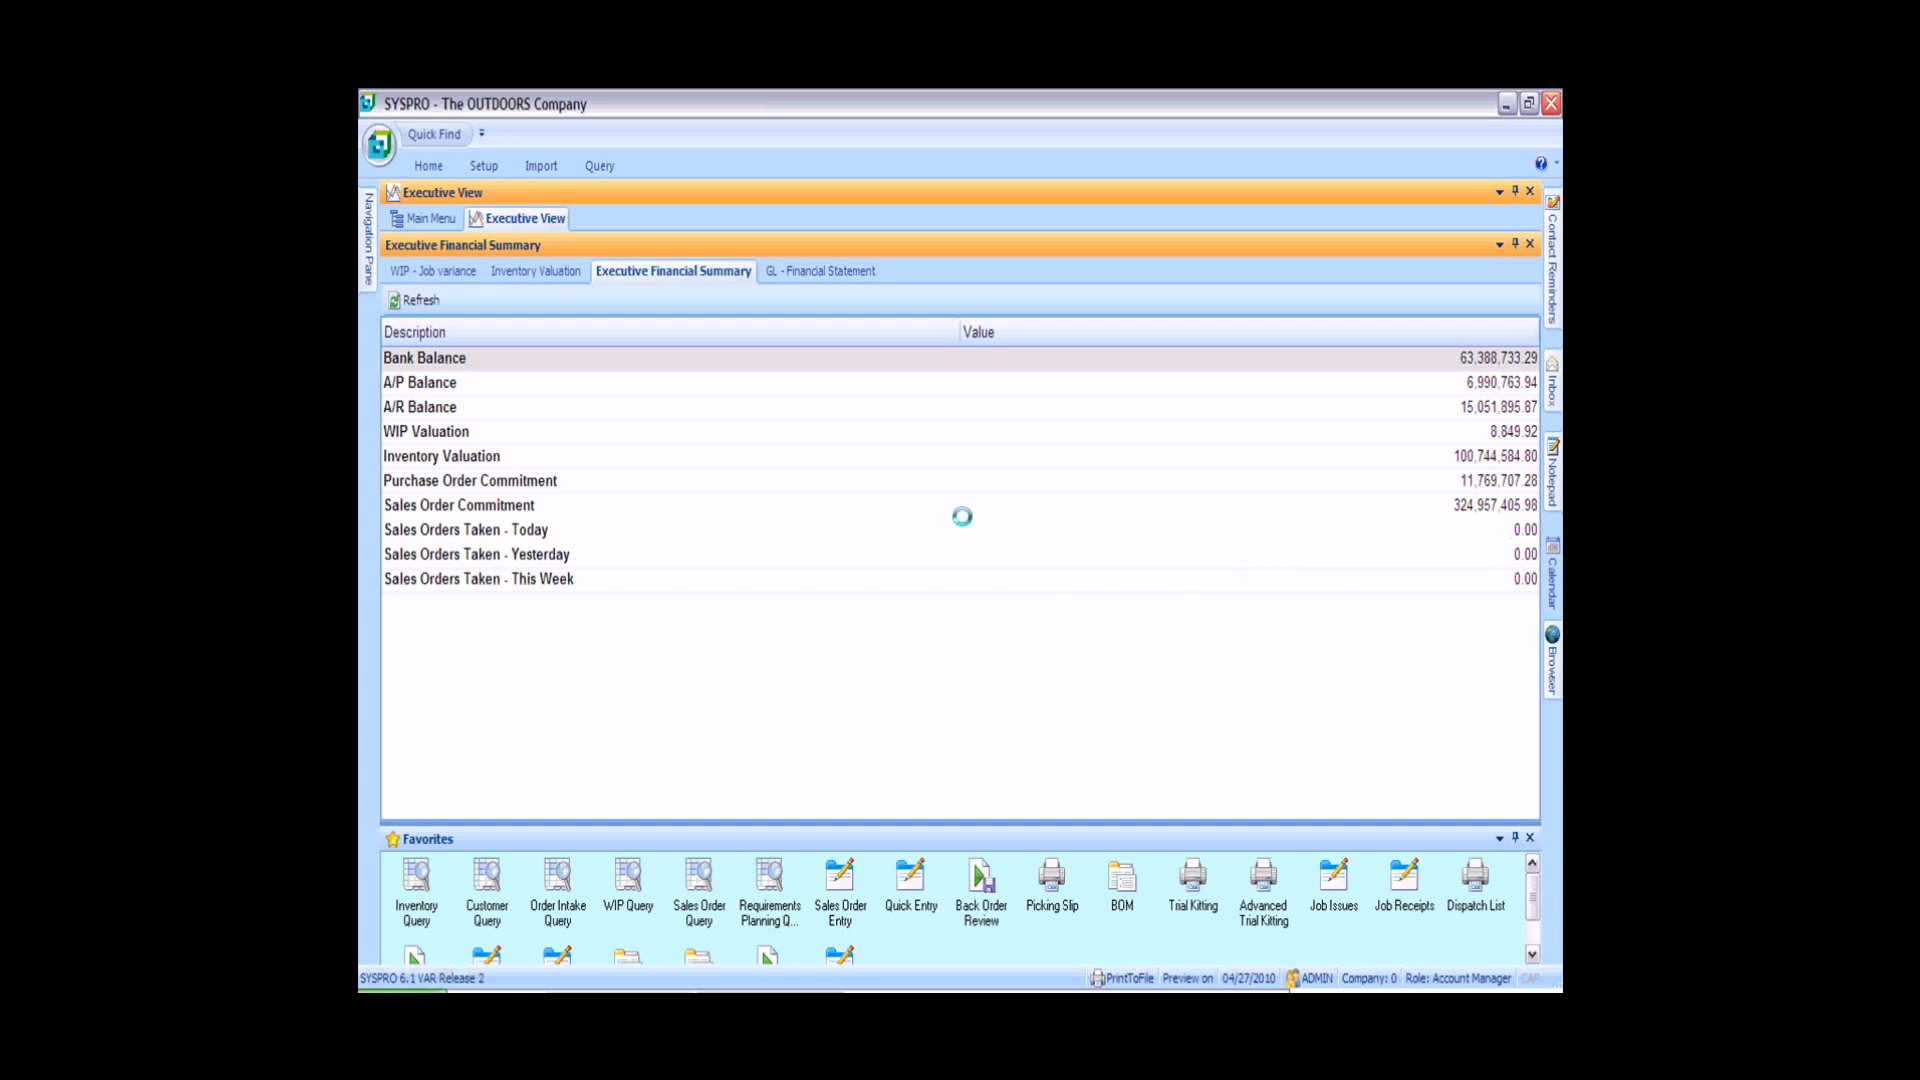 SYSPRO - The OUTDOORS Company
Quick Find
Home Setup Import Query
Navigation Pane
Executive View
Main Menu Executive View
Executive Financial Summary
WIP - Job variance Inventory Valuation Executive Financial Summary GL - Financial Statement
Refresh
Description Value
Bank Balance 63,388,733.29
A/P Balance 6,990,763.94
A/R Balance 15,051,895.87
WIP Valuation 8,849.92
Inventory Valuation 100,744,584.80
Purchase Order Commitment 11,769,707.28
Sales Order Commitment 324,957,405.98
Sales Orders Taken - Today 0.00
Sales Orders Taken - Yesterday 0.00
Sales Orders Taken - This Week 0.00
Contact Reminders
Inbox
Notepad
Calendar
Browser
Favorites
Inventory Query
Customer Query
Order Intake Query
WIP Query
Sales Order Query
Requirements Planning Q...
Sales Order Entry
Quick Entry
Back Order Review
Picking Slip
BOM
Trial Kitting
Advanced Trial Kitting
Job Issues
Job Receipts
Dispatch List
SYSPRO 6.1 VAR Release 2 PrintToFile Preview on 04/27/2010 ADMIN Company: 0 Role: Account Manager CAP